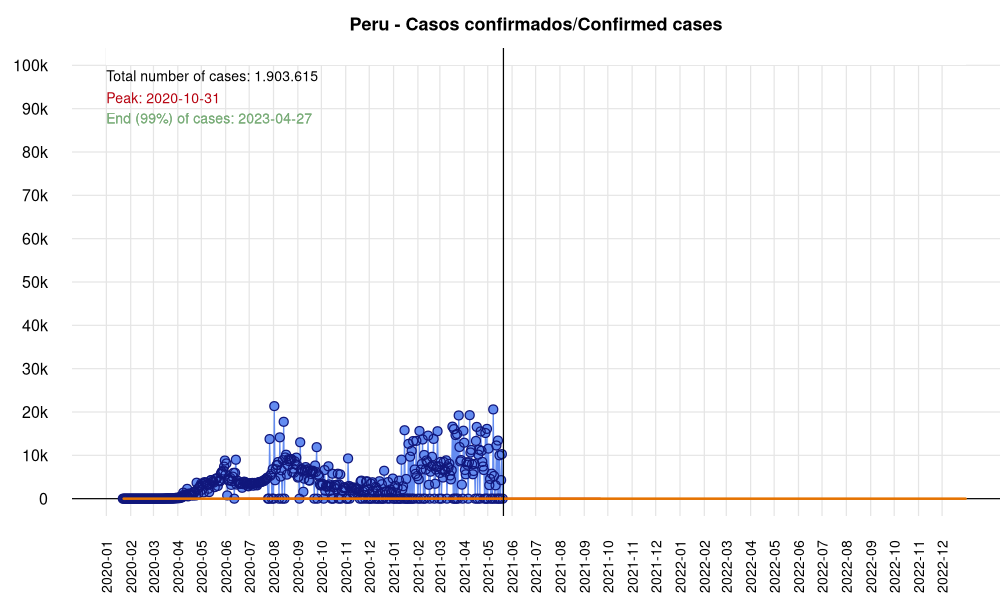 Peru - Casos confirmados/Confirmed cases
100k
Total number of cases: 1.903.615
Peak: 2020-10-31
90k
End (99%) of cases: 2023-04-27
80k
70k
60k
50k
40k
30k
20k
10k
0
2020-01
2020-02
2020-03
2020-04
2020-05
2020-06
2020-07
2020-08
2020-09
2020-10
2020-11
2020-12
2021-01
2021-02
2021-03
2021-04
2021-05
2021-06
2021-07
2021-08
2021-09
2021-10
2021-11
2021-12
2022-01
2022-02
2022-03
2022-04
2022-05
2022-06
2022-07
2022-08
2022-09
2022-10
2022-11
2022-12